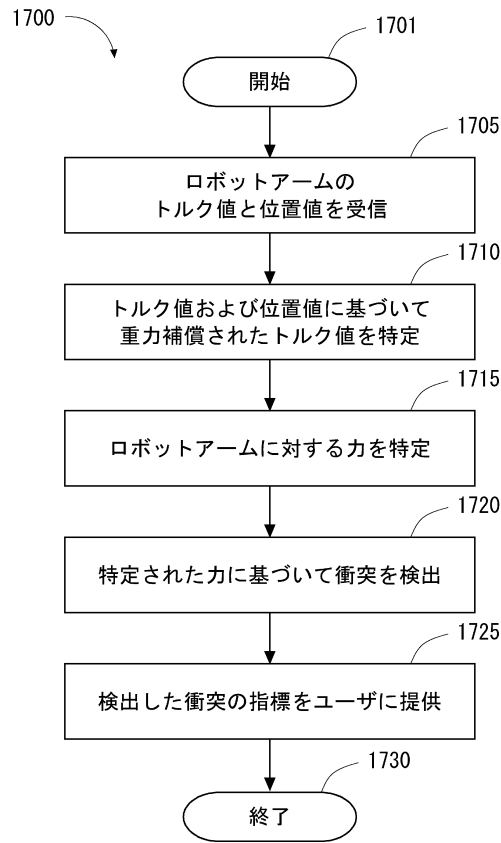 1700
1701
開始
1705
ロボットアームの
トルク値と位置値を受信
1710
トルク値および位置値に基づいて
重力補償されたトルク値を特定
1715
ロボットアームに対する力を特定
1720
特定された力に基づいて衝突を検出
1725
検出した衝突の指標をユーザに提供
1730
終了